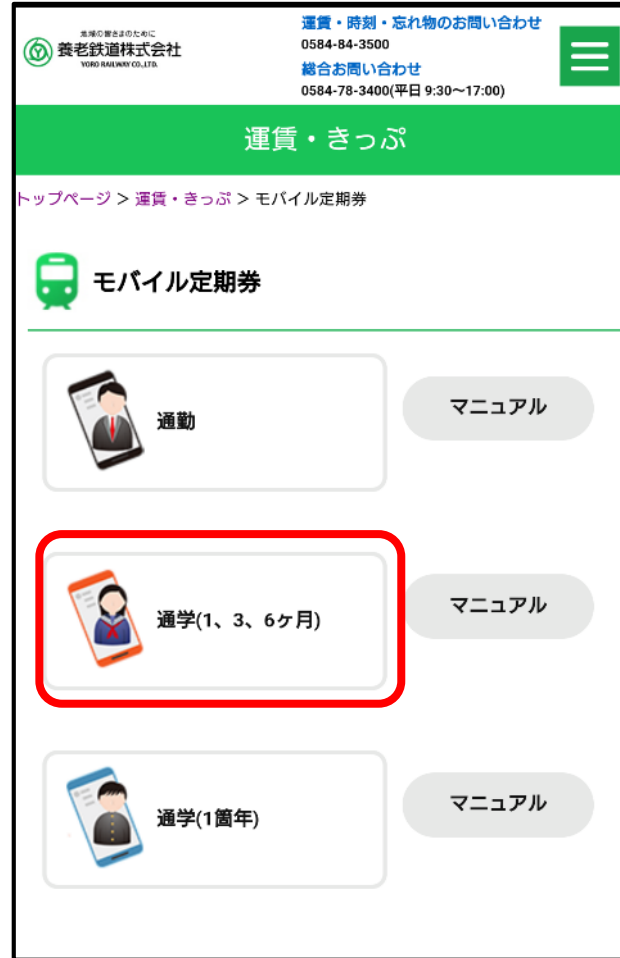 地域の皆さまのために
養老鉄道株式会社
YORO RAILWAY CO.,LTD.
運賃・時刻・忘れ物のお問い合わせ
0584-84-3500
総合お問い合わせ
0584-78-3400(平日 9:30〜17:00)
運賃・きっぷ
トップページ > 運賃・きっぷ > モバイル定期券
モバイル定期券
通勤
マニュアル
通学(1、3、6ヶ月)
マニュアル
通学(1箇年)
マニュアル